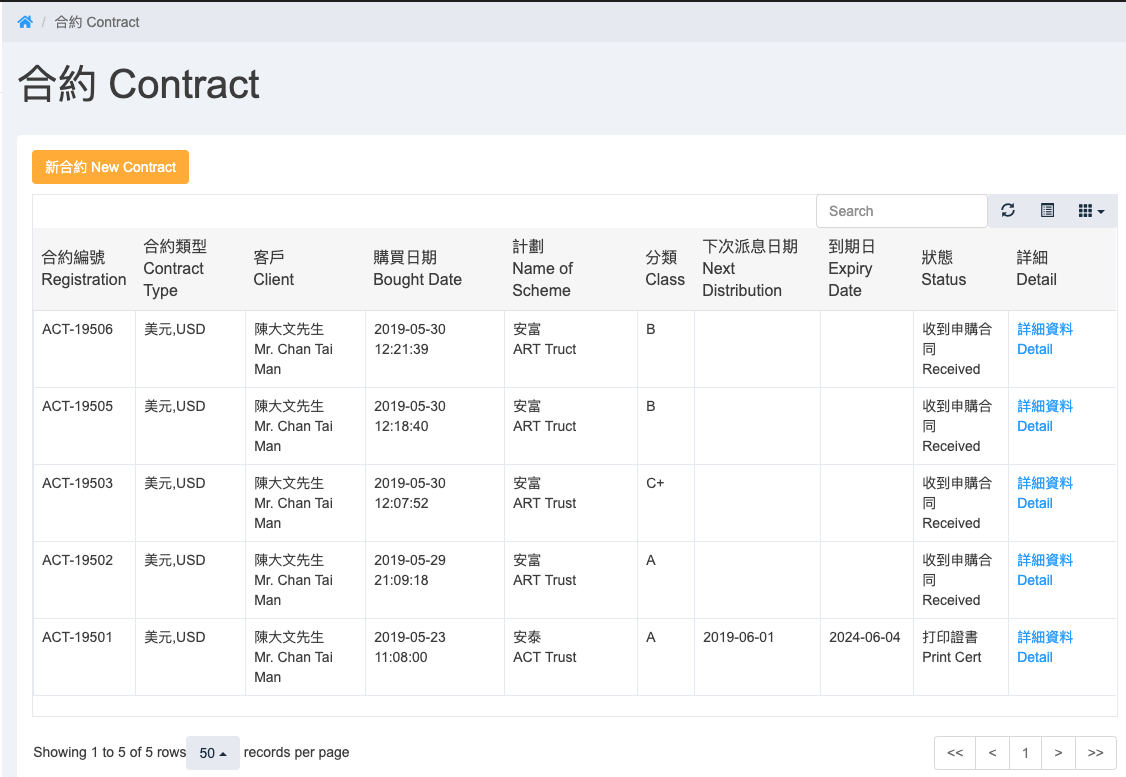 / 合約 Contract
合約 Contract
新合約 New Contract
Search
合約編號
Registration
合約類型
Contract
Type
客戶
Client
購買日期
Bought Date
計劃
Name of
Scheme
分類
Class
下次派息日期
Next
Distribution
到期日
Expiry
Date
狀態
Status
詳細
Detail
ACT-19506
美元,USD
陳大文先生
Mr. Chan Tai
Man
2019-05-30
12:21:39
安富
ART Truct
B
收到申購合
同
Received
詳細資料
Detail
ACT-19505
美元,USD
陳大文先生
Mr. Chan Tai
Man
2019-05-30
12:18:40
安富
ART Truct
B
收到申購合
同
Received
詳細資料
Detail
ACT-19503
美元,USD
陳大文先生
Mr. Chan Tai
Man
2019-05-30
12:07:52
安富
ART Trust
C+
收到申購合
同
Received
詳細資料
Detail
ACT-19502
美元,USD
陳大文先生
Mr. Chan Tai
Man
2019-05-29
21:09:18
安富
ART Trust
A
收到申購合
同
Received
詳細資料
Detail
ACT-19501
美元,USD
陳大文先生
Mr. Chan Tai
Man
2019-05-23
11:08:00
安泰
ACT Trust
A
2019-06-01
2024-06-04
打印證書
Print Cert
詳細資料
Detail
Showing 1 to 5 of 5 rows 50 records per page
<< < 1 > >>